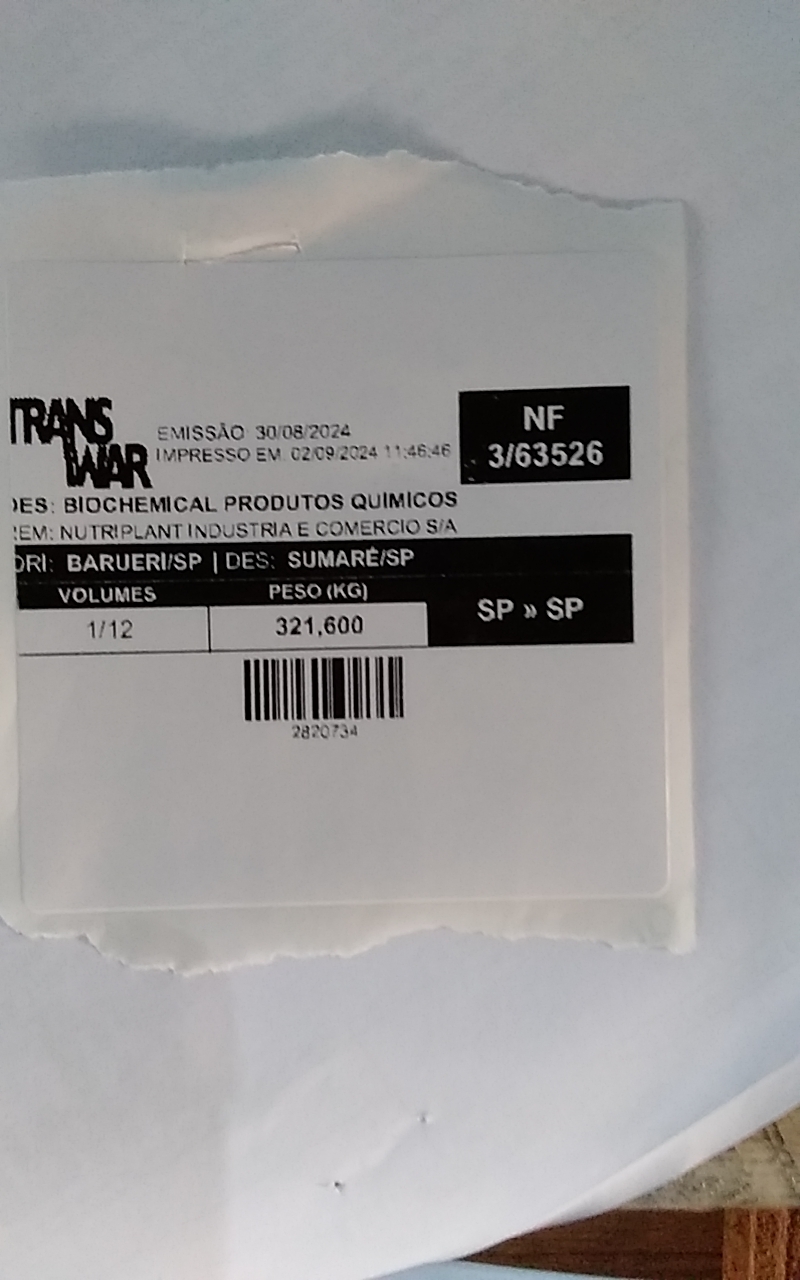 TRANS
WAR
EMISSÃO: 30/08/2024
IMPRESSO EM: 02/09/2024 11:46:46
NF
3/63526
DES: BIOCHEMICAL PRODUTOS QUIMICOS
REM: NUTRIPLANT INDUSTRIA E COMERCIO S/A
ORI: BARUERI/SP | DES: SUMARÉ/SP
VOLUMES
PESO (KG)
SP » SP
1/12
321,600
2820734